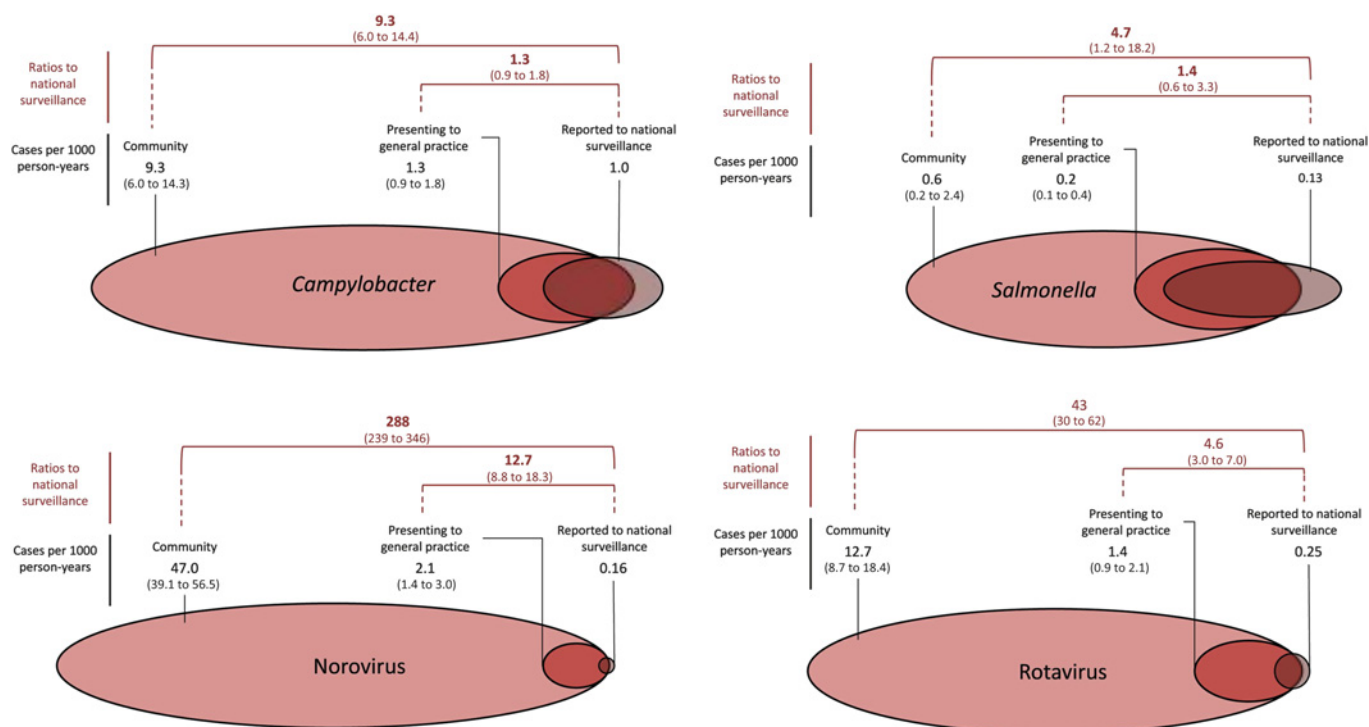 9.3
(6.0 to 14.4)
Ratios to
national
surveillance
1.3
(0.9 to 1.8)
Cases per 1000
person-years
Community
9.3
(6.0 to 14.3)
Presenting to
general practice
1.3
(0.9 to 1.8)
Reported to national
surveillance
1.0
Campylobacter
4.7
(1.2 to 18.2)
Ratios to
national
surveillance
1.4
(0.6 to 3.3)
Cases per 1000
person-years
Community
0.6
(0.2 to 2.4)
Presenting to
general practice
0.2
(0.1 to 0.4)
Reported to national
surveillance
0.13
Salmonella
288
(239 to 346)
Ratios to
national
surveillance
12.7
(8.8 to 18.3)
Cases per 1000
person-years
Community
47.0
(39.1 to 56.5)
Presenting to
general practice
2.1
(1.4 to 3.0)
Reported to national
surveillance
0.16
Norovirus
43
(30 to 62)
Ratios to
national
surveillance
4.6
(3.0 to 7.0)
Cases per 1000
person-years
Community
12.7
(8.7 to 18.4)
Presenting to
general practice
1.4
(0.9 to 2.1)
Reported to national
surveillance
0.25
Rotavirus